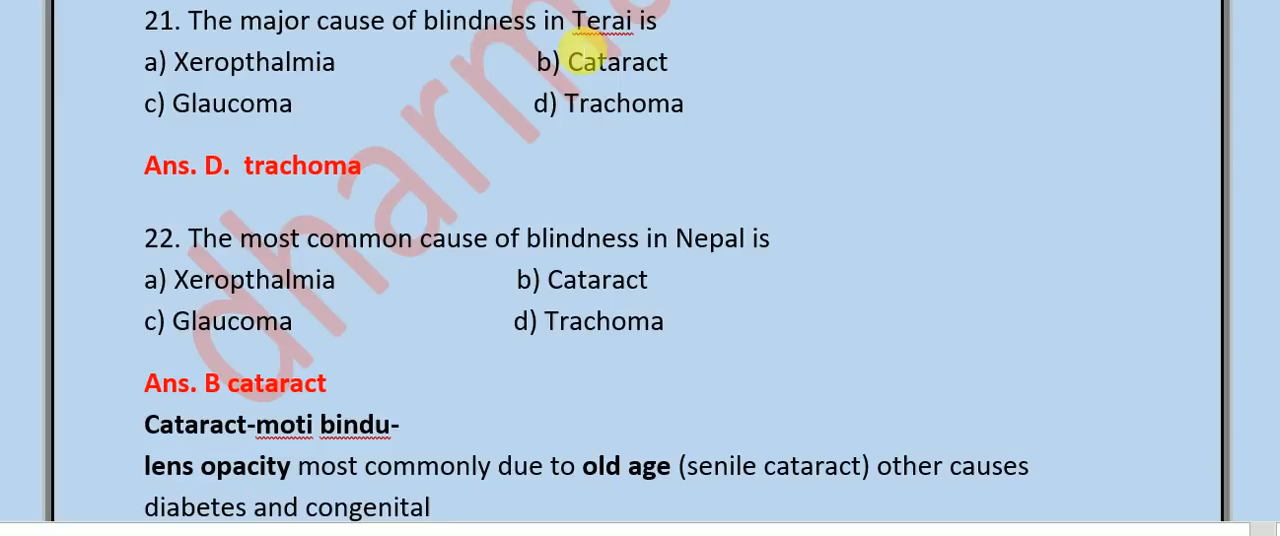 21. The major cause of blindness in Terai is
a) Xeropthalmia b) Cataract
c) Glaucoma d) Trachoma
Ans. D. trachoma
22. The most common cause of blindness in Nepal is
a) Xeropthalmia b) Cataract
c) Glaucoma d) Trachoma
Ans. B cataract
Cataract-moti bindu-
lens opacity most commonly due to old age (senile cataract) other causes
diabetes and congenital